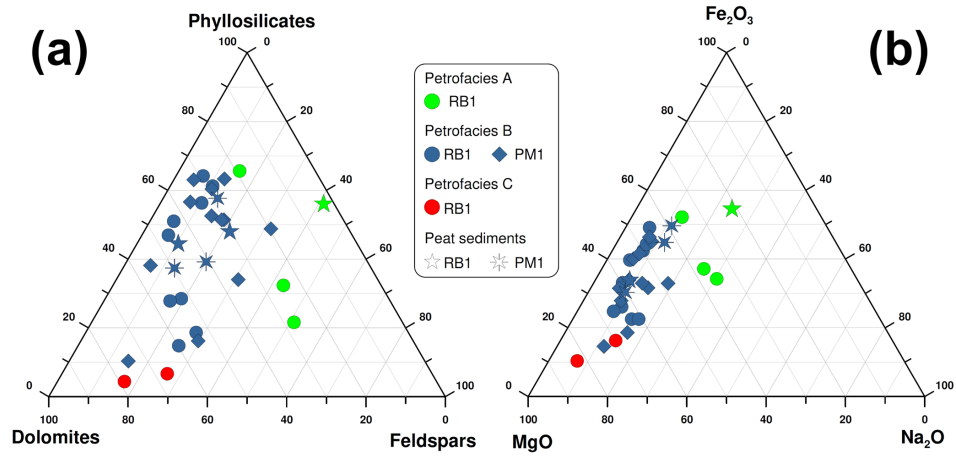 (a)
Phyllosilicates
100 0
80 20
60 40
40 60
20 80
0 100
100 80 60 40 20 0
Dolomites Feldspars
Petrofacies A
RB1
Petrofacies B
RB1 PM1
Petrofacies C
RB1
Peat sediments
RB1 PM1
(b)
Fe₂O₃
100 0
80 20
60 40
40 60
20 80
0 100
100 80 60 40 20 0
MgO Na₂O